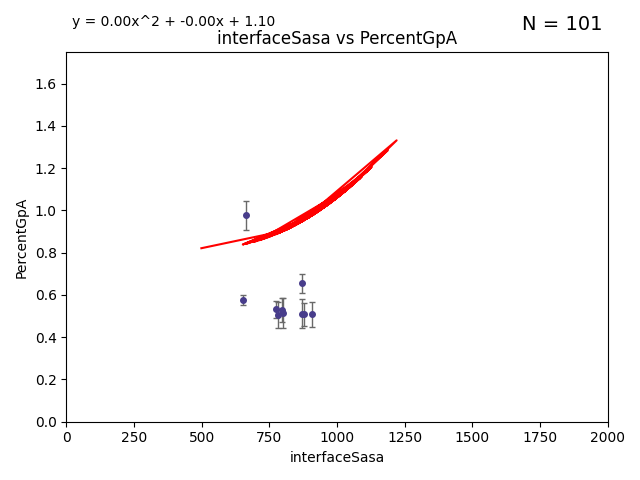 y = 0.00x^2 + -0.00x + 1.10
N = 101
interfaceSasa vs PercentGpA
PercentGpA
1.6
1.4
1.2
1.0
0.8
0.6
0.4
0.2
0.0
0 250 500 750 1000 1250 1500 1750 2000
interfaceSasa